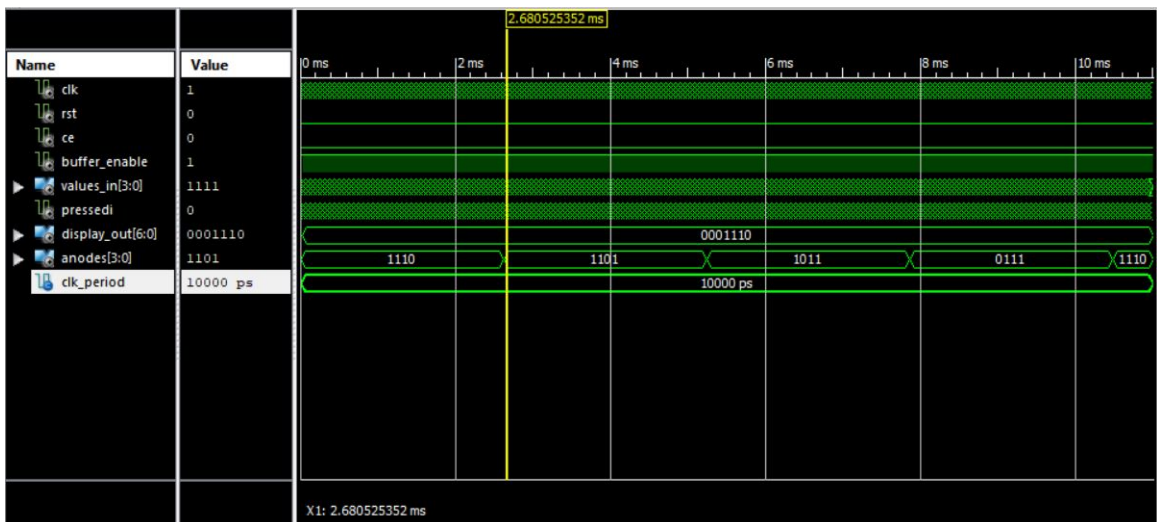 2.680525352 ms
Name Value 0 ms 2 ms 4 ms 6 ms 8 ms 10 ms
clk 1
rst 0
ce 0
buffer_enable 1
values_in[3:0] 1111
pressedi 0
display_out[6:0] 0001110 0001110
anodes[3:0] 1101 1110 1101 1011 0111 1110
clk_period 10000 ps 10000 ps
X1: 2.680525352 ms